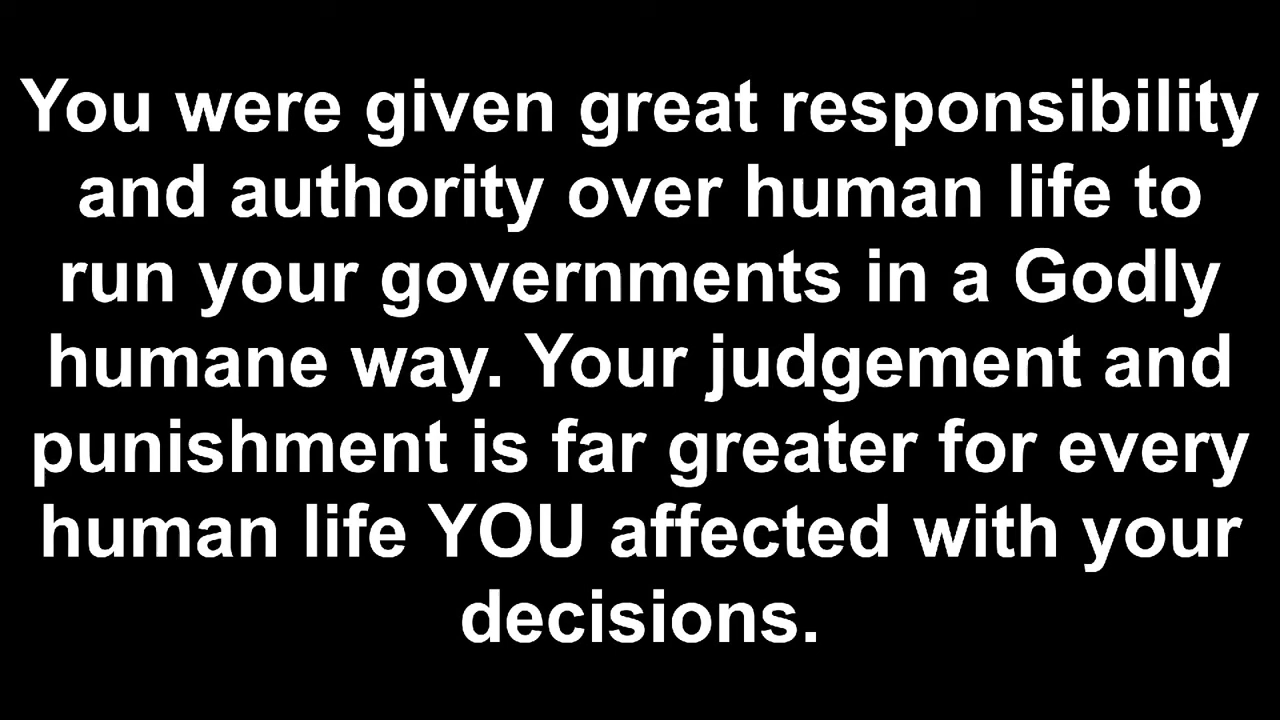 You were given great responsibility
and authority over human life to
run your governments in a Godly
humane way. Your judgement and
punishment is far greater for every
human life YOU affected with your
decisions.